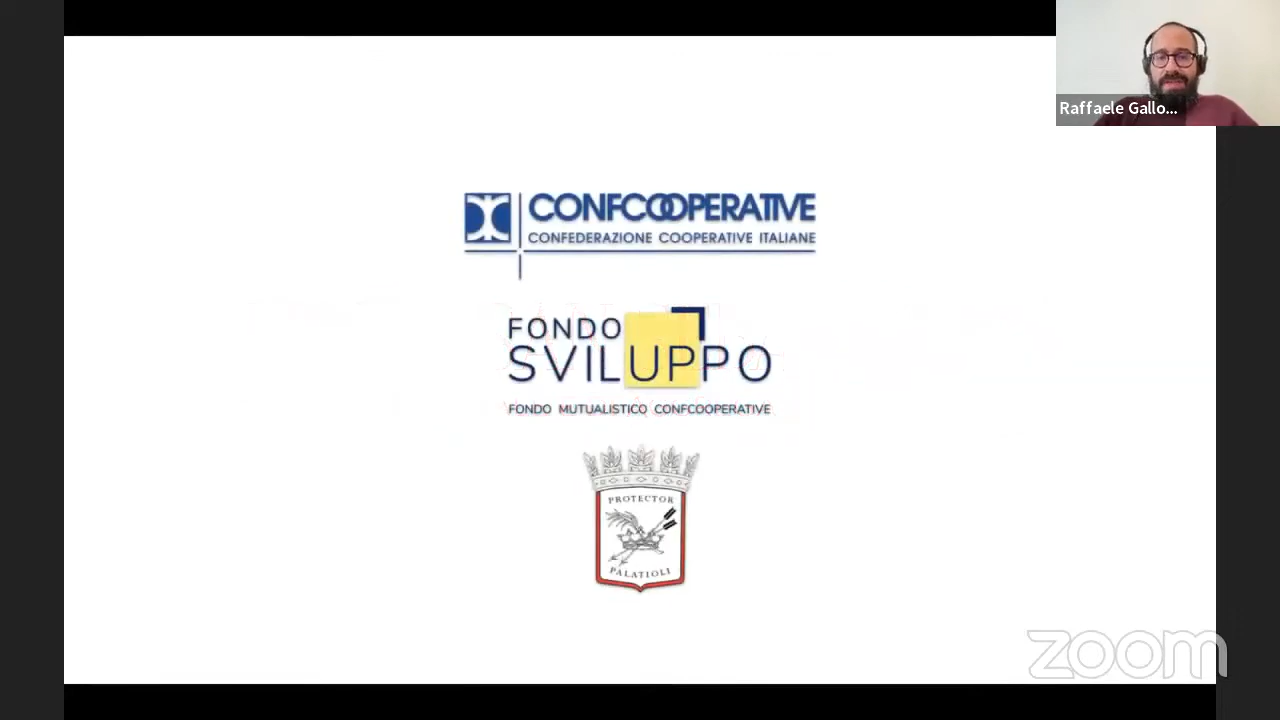 Raffaele Gallo...
CONFCOOPERATIVE
CONFEDERAZIONE COOPERATIVE ITALIANE
FONDO
SVILUPPO
FONDO MUTUALISTICO CONFCOOPERATIVE
PROTECTOR
PALATIOLI
zoom